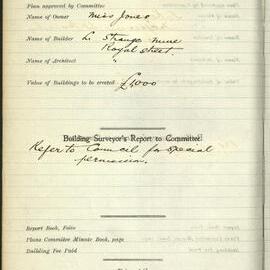 Plan approved by Committee
Name of Owner Miss Jones
Name of Builder Le Strange
Royal Street.
Name of Architect "
Value of Buildings to be erected £1000
Building Surveyor's Report to Committee
Refer to Council for special
permission.
Report Book, Folio
Plans Committee Minute Book, page
Building Fee Paid